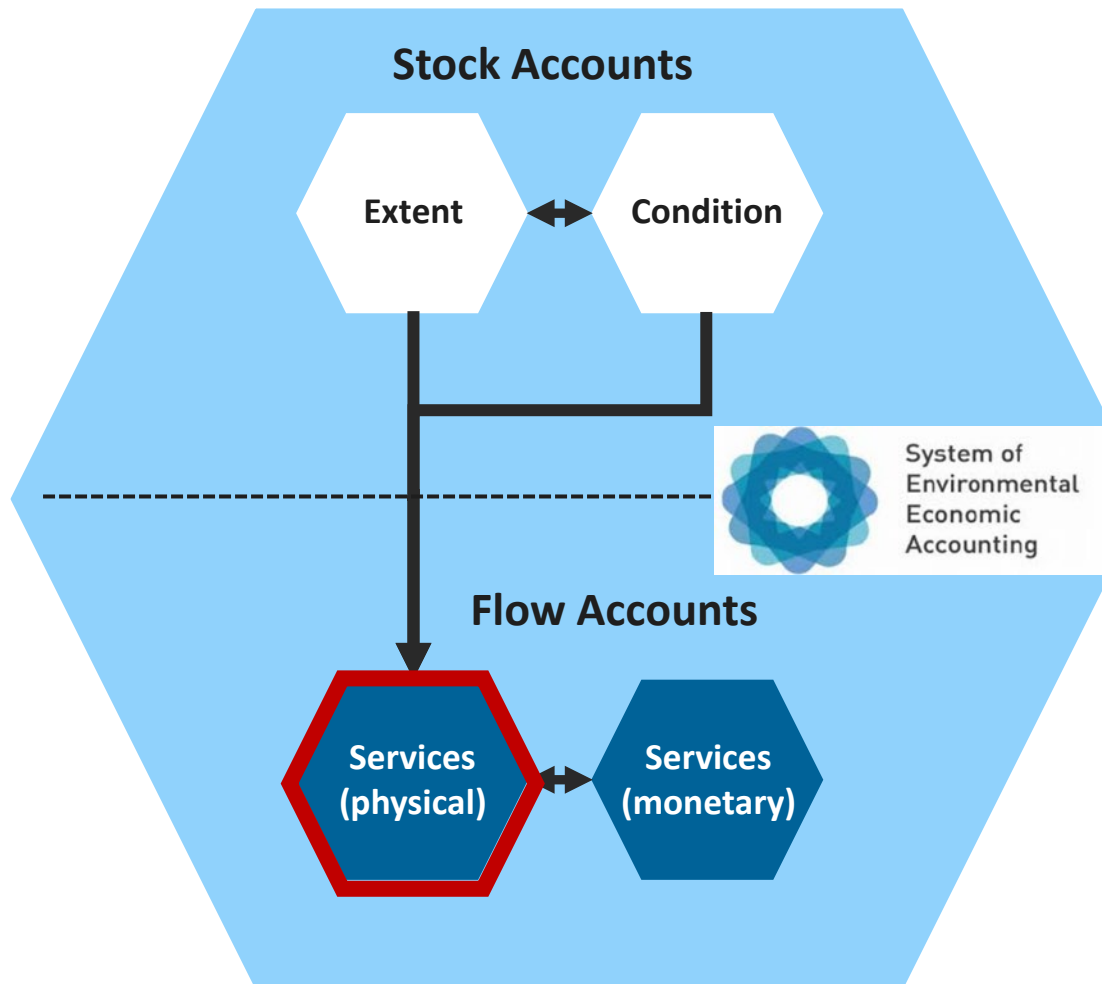 Stock Accounts
Extent
Condition
System of
Environmental
Economic
Accounting
Flow Accounts
Services
(physical)
Services
(monetary)